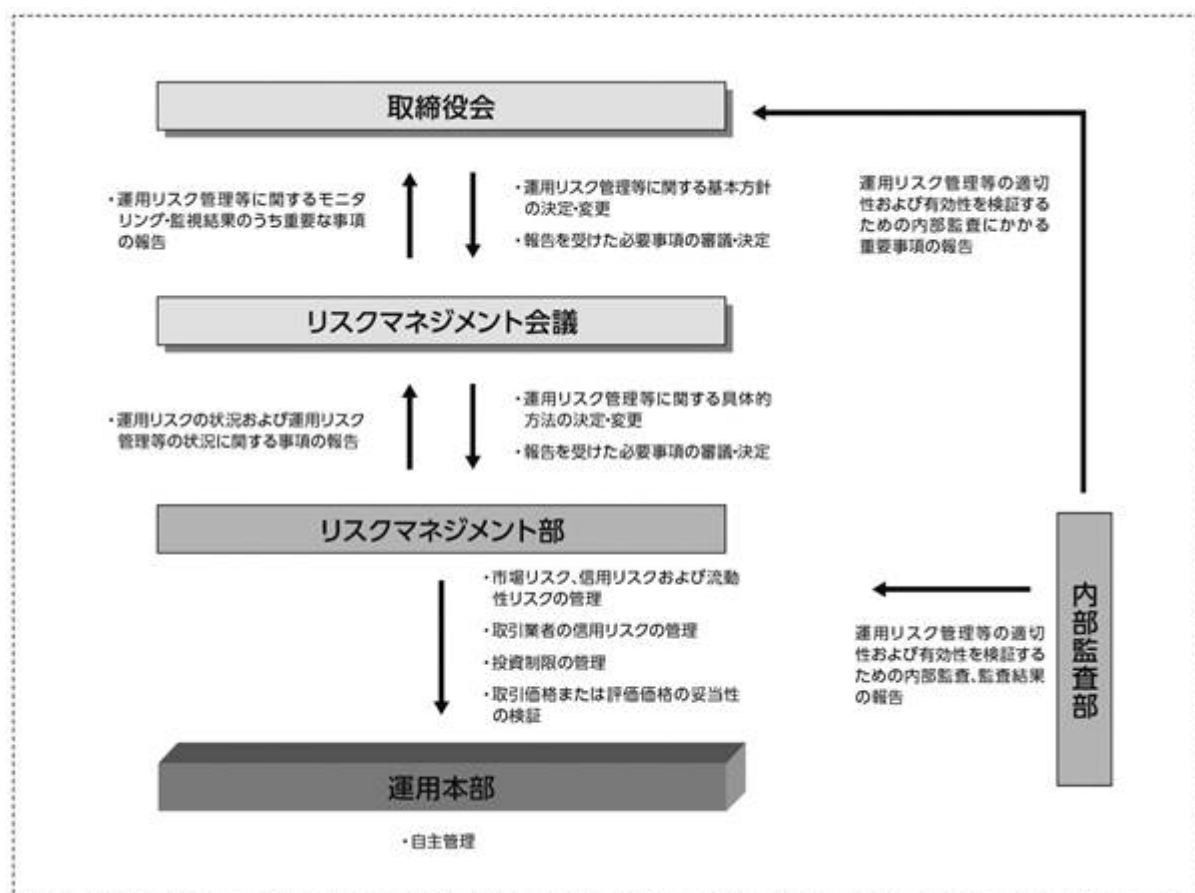 取締役会
・運用リスク管理等に関するモニタ
リング・監視結果のうち重要な事項
の報告
・運用リスク管理等に関する基本方針
の決定・変更
・報告を受けた必要事項の審議・決定
運用リスク管理等の適切
性および有効性を検証する
ための内部監査にかかる
重要事項の報告
リスクマネジメント会議
・運用リスクの状況および運用リスク
管理等の状況に関する事項の報告
・運用リスク管理等に関する具体的
方法の決定・変更
・報告を受けた必要事項の審議・決定
リスクマネジメント部
・市場リスク、信用リスクおよび流動
性リスクの管理
・取引業者の信用リスクの管理
・投資制限の管理
・取引価格または評価価格の妥当性
の検証
運用リスク管理等の適切
性および有効性を検証する
ための内部監査、監査結果
の報告
内部監査部
運用本部
・自主管理